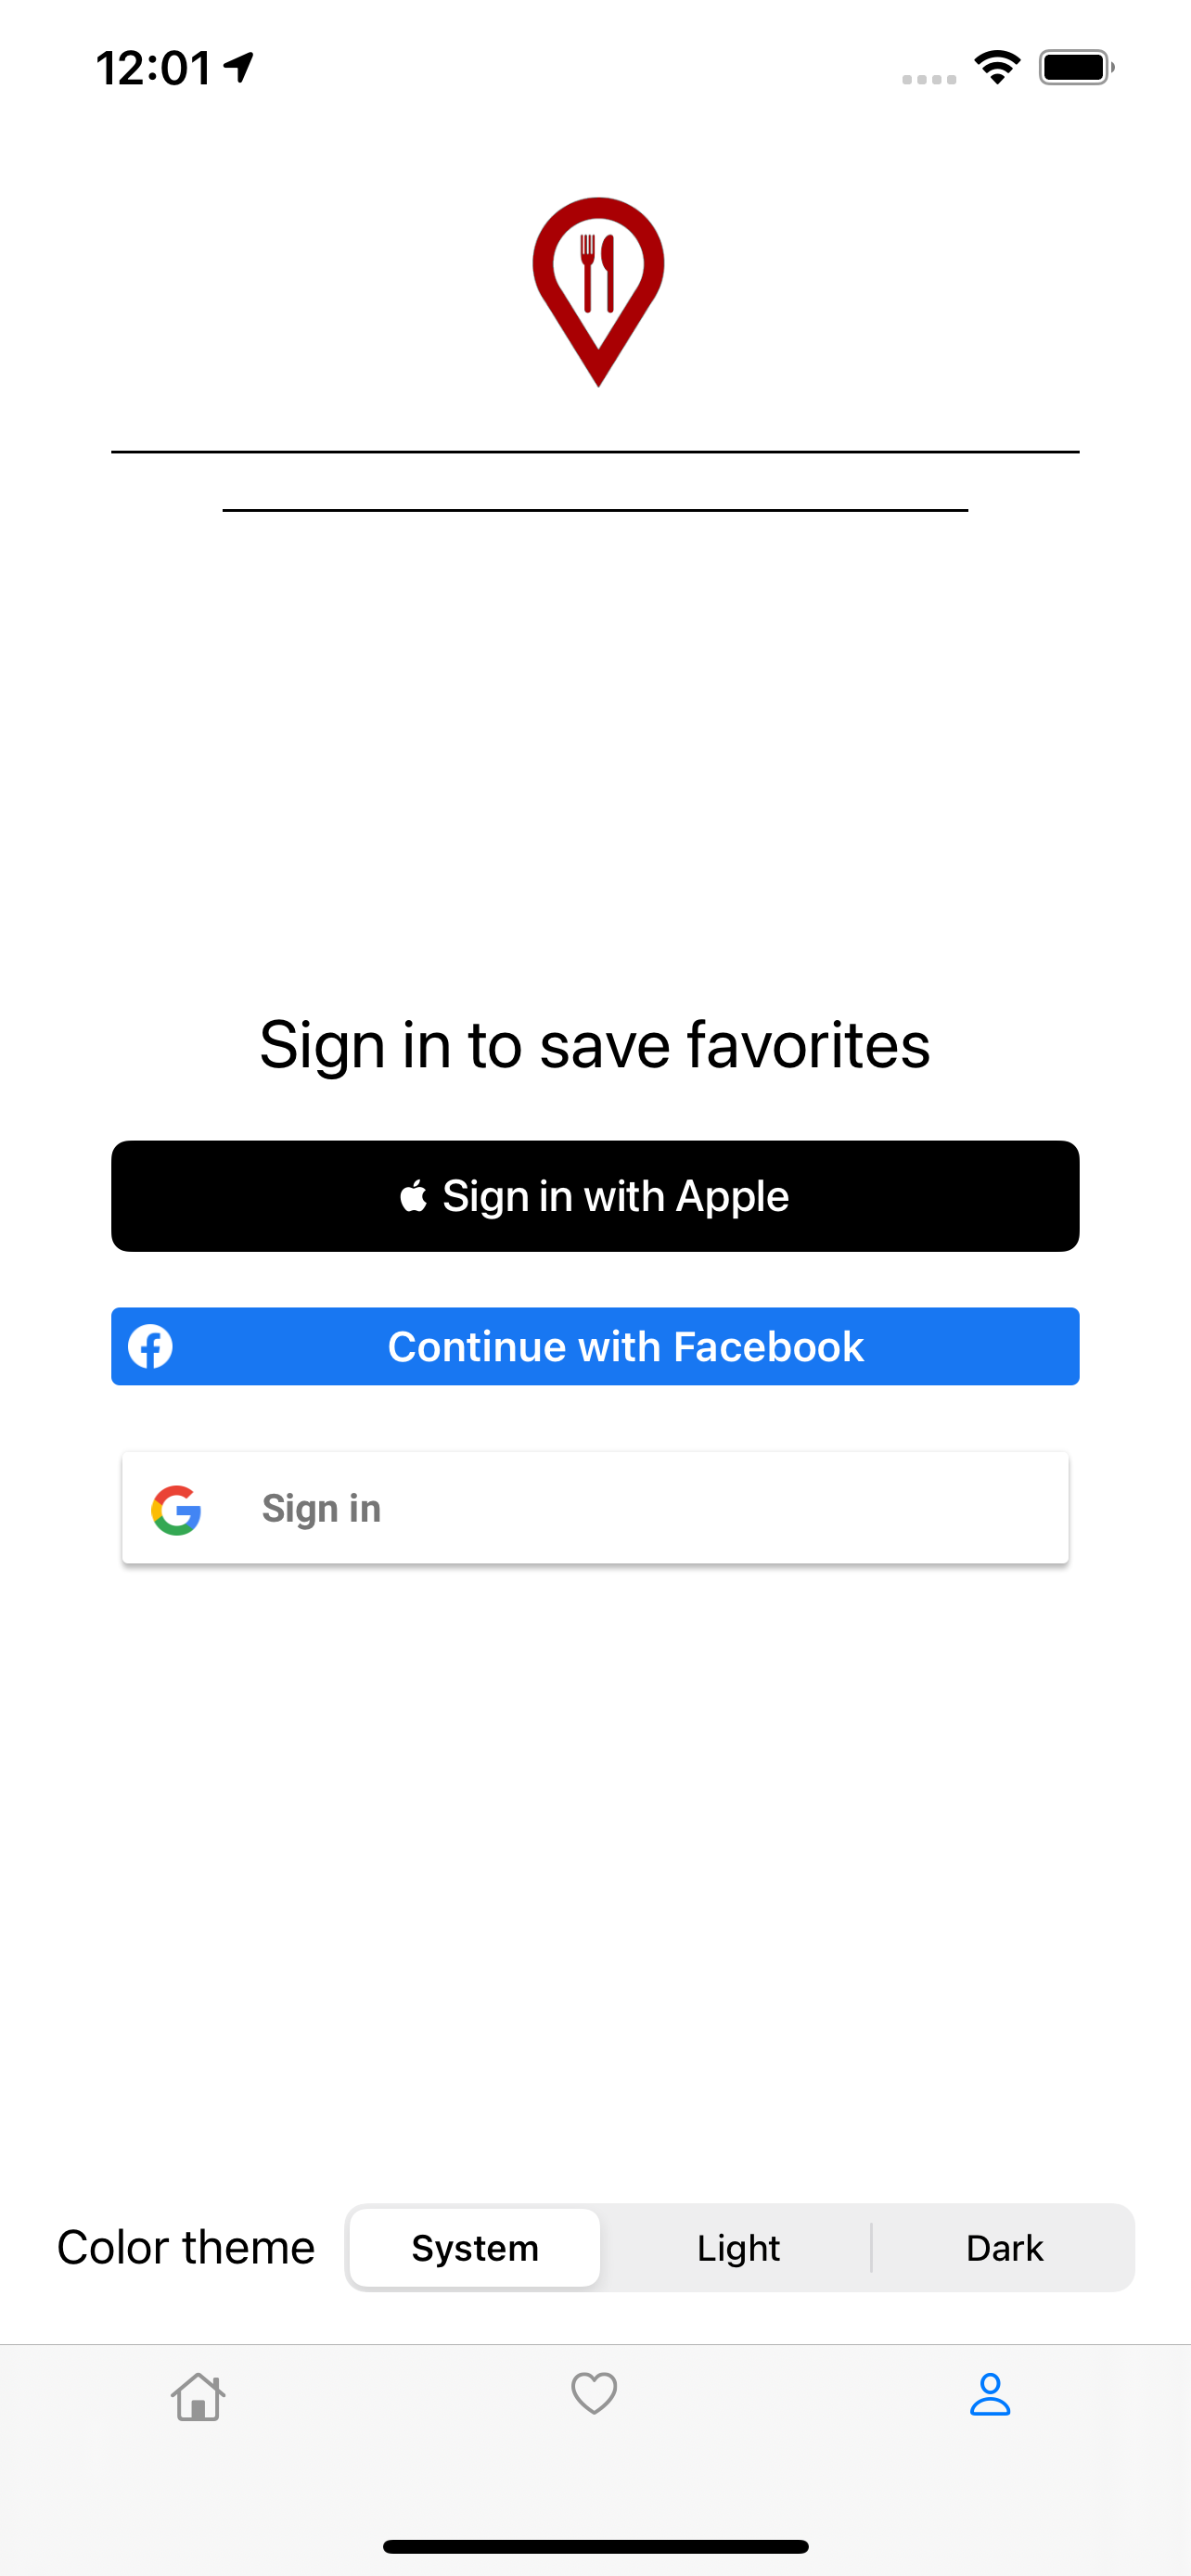 12:01
Sign in to save favorites
Sign in with Apple
Continue with Facebook
Sign in
Color theme System Light Dark